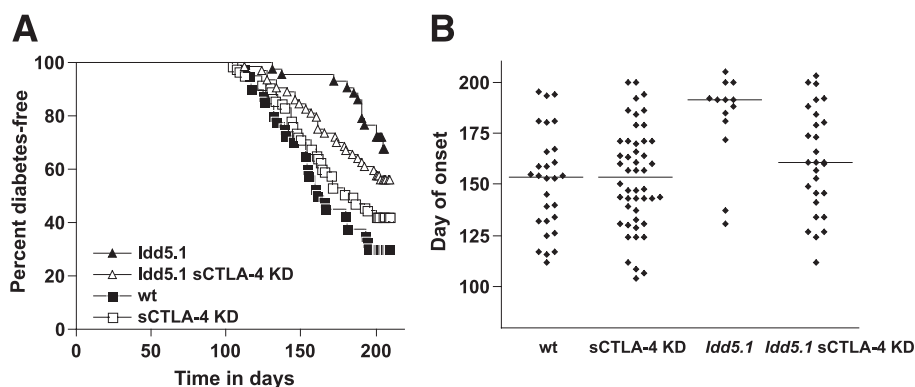 A
Percent diabetes-free
100
80
60
40
20
0
Idd5.1
Idd5.1 sCTLA-4 KD
wt
sCTLA-4 KD
0
50
100
150
200
Time in days
B
Day of onset
200
175
150
125
100
wt
sCTLA-4 KD
Idd5.1
Idd5.1 sCTLA-4 KD